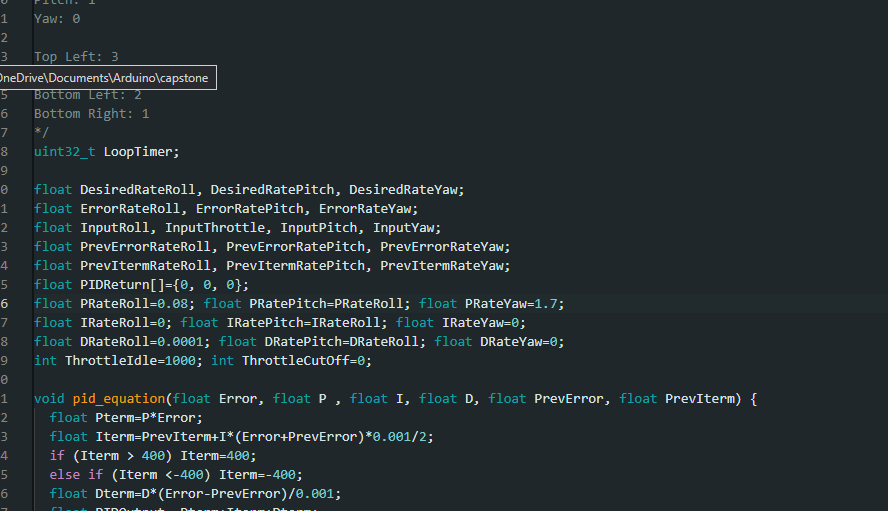 Pitch: 1
1 Yaw: 0
2
3 Top Left: 3
OneDrive\Documents\Arduino\capstone
5 Bottom Left: 2
6 Bottom Right: 1
7 */
8 uint32_t LoopTimer;
9
0 float DesiredRateRoll, DesiredRatePitch, DesiredRateYaw;
1 float ErrorRateRoll, ErrorRatePitch, ErrorRateYaw;
2 float InputRoll, InputThrottle, InputPitch, InputYaw;
3 float PrevErrorRateRoll, PrevErrorRatePitch, PrevErrorRateYaw;
4 float PrevItermRateRoll, PrevItermRatePitch, PrevItermRateYaw;
5 float PIDReturn[]={0, 0, 0};
6 float PRateRoll=0.08; float PRatePitch=PRateRoll; float PRateYaw=1.7;
7 float IRateRoll=0; float IRatePitch=IRateRoll; float IRateYaw=0;
8 float DRateRoll=0.0001; float DRatePitch=DRateRoll; float DRateYaw=0;
9 int ThrottleIdle=1000; int ThrottleCutOff=0;
0
1 void pid_equation(float Error, float P , float I, float D, float PrevError, float PrevIterm) {
2 float Pterm=P*Error;
3 float Iterm=PrevIterm+I*(Error+PrevError)*0.001/2;
4 if (Iterm > 400) Iterm=400;
5 else if (Iterm <-400) Iterm=-400;
6 float Dterm=D*(Error-PrevError)/0.001;